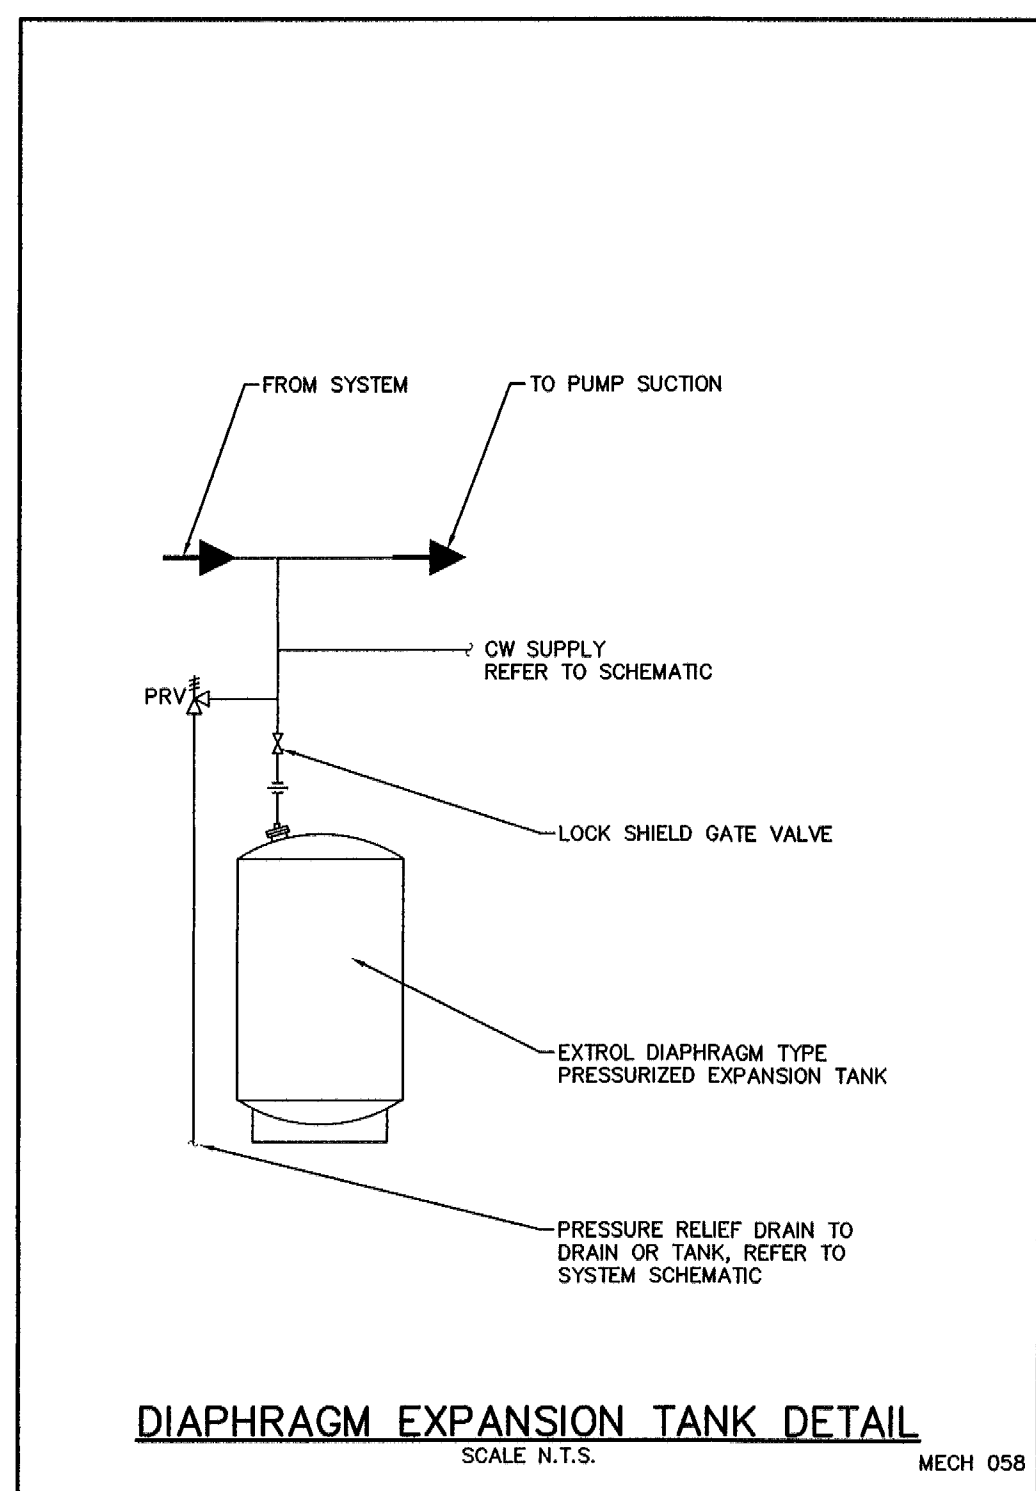 FROM SYSTEM
TO PUMP SUCTION
CW SUPPLY
REFER TO SCHEMATIC
PRV
LOCK SHIELD GATE VALVE
EXTROL DIAPHRAGM TYPE
PRESSURIZED EXPANSION TANK
PRESSURE RELIEF DRAIN TO
DRAIN OR TANK, REFER TO
SYSTEM SCHEMATIC
DIAPHRAGM EXPANSION TANK DETAIL
SCALE N.T.S.
MECH 058